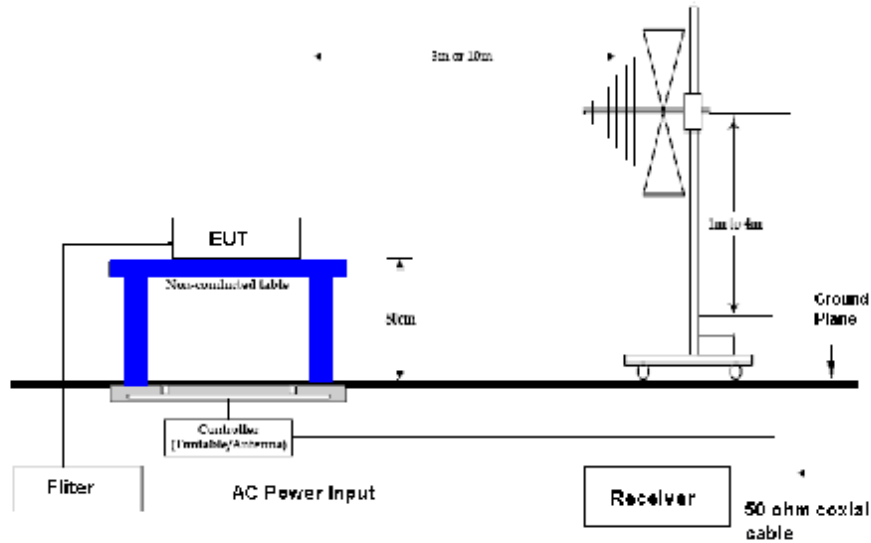 3m or 10m
EUT
Non-conducted table
80cm
1m to 4m
Ground
Plane
Controller
(Turntable/Antenna)
Fliter
AC Power Input
Receiver
50 ohm coxial
cable